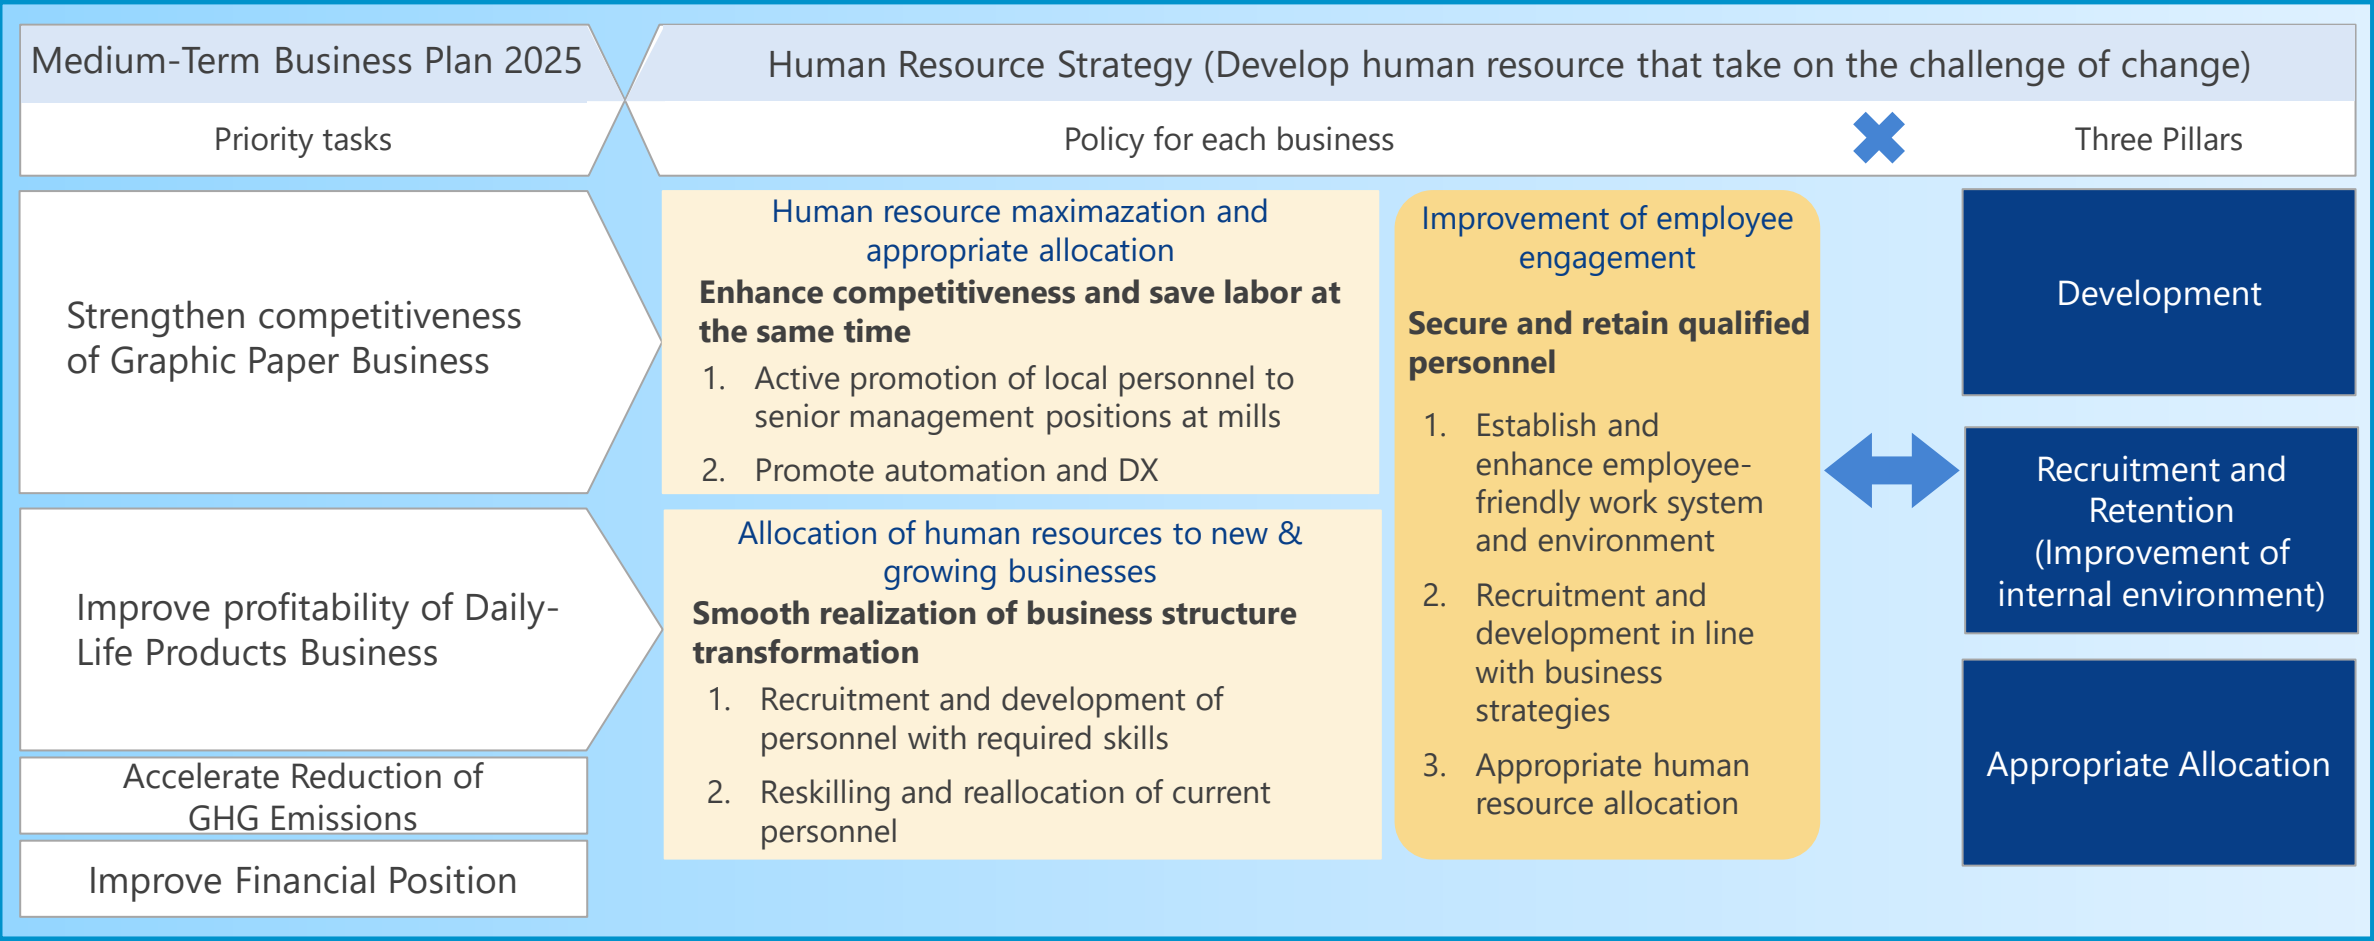 Medium-Term Business Plan 2025
Human Resource Strategy (Develop human resource that take on the challenge of change)
Priority tasks
Policy for each business
Three Pillars
Strengthen competitiveness
of Graphic Paper Business
Human resource maximazation and
appropriate allocation
Enhance competitiveness and save labor at
the same time
1. Active promotion of local personnel to
senior management positions at mills
2. Promote automation and DX
Improve profitability of Daily-
Life Products Business
Allocation of human resources to new &
growing businesses
Smooth realization of business structure
transformation
1. Recruitment and development of
personnel with required skills
2. Reskilling and reallocation of current
personnel
Accelerate Reduction of
GHG Emissions
Improve Financial Position
Improvement of employee
engagement
Secure and retain qualified
personnel
1. Establish and
enhance employee-
friendly work system
and environment
2. Recruitment and
development in line
with business
strategies
3. Appropriate human
resource allocation
Development
Recruitment and
Retention
(Improvement of
internal environment)
Appropriate Allocation